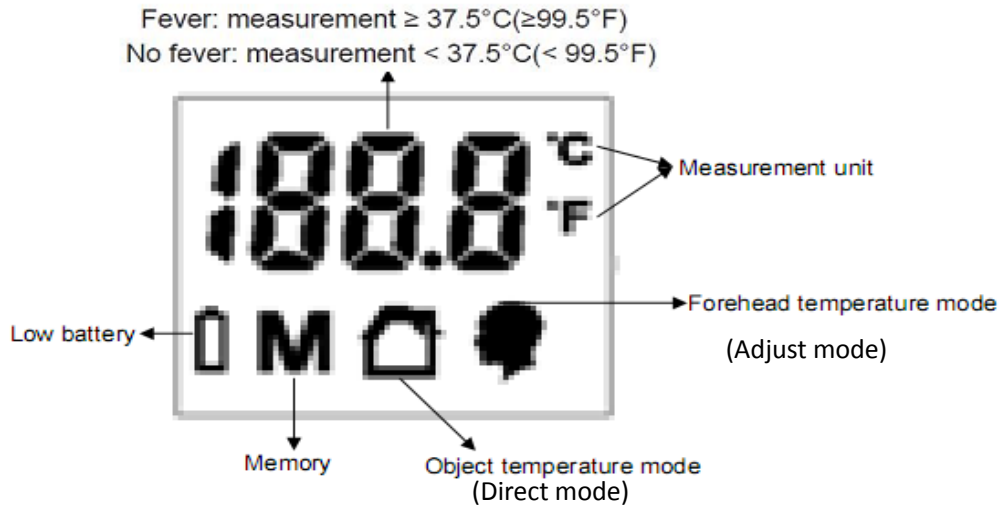 Fever: measurement ≥ 37.5°C(≥99.5°F)
No fever: measurement < 37.5°C(< 99.5°F)
188.8 °C
°F
Measurement unit
Forehead temperature mode
(Adjust mode)
Low battery
M
Memory
Object temperature mode
(Direct mode)